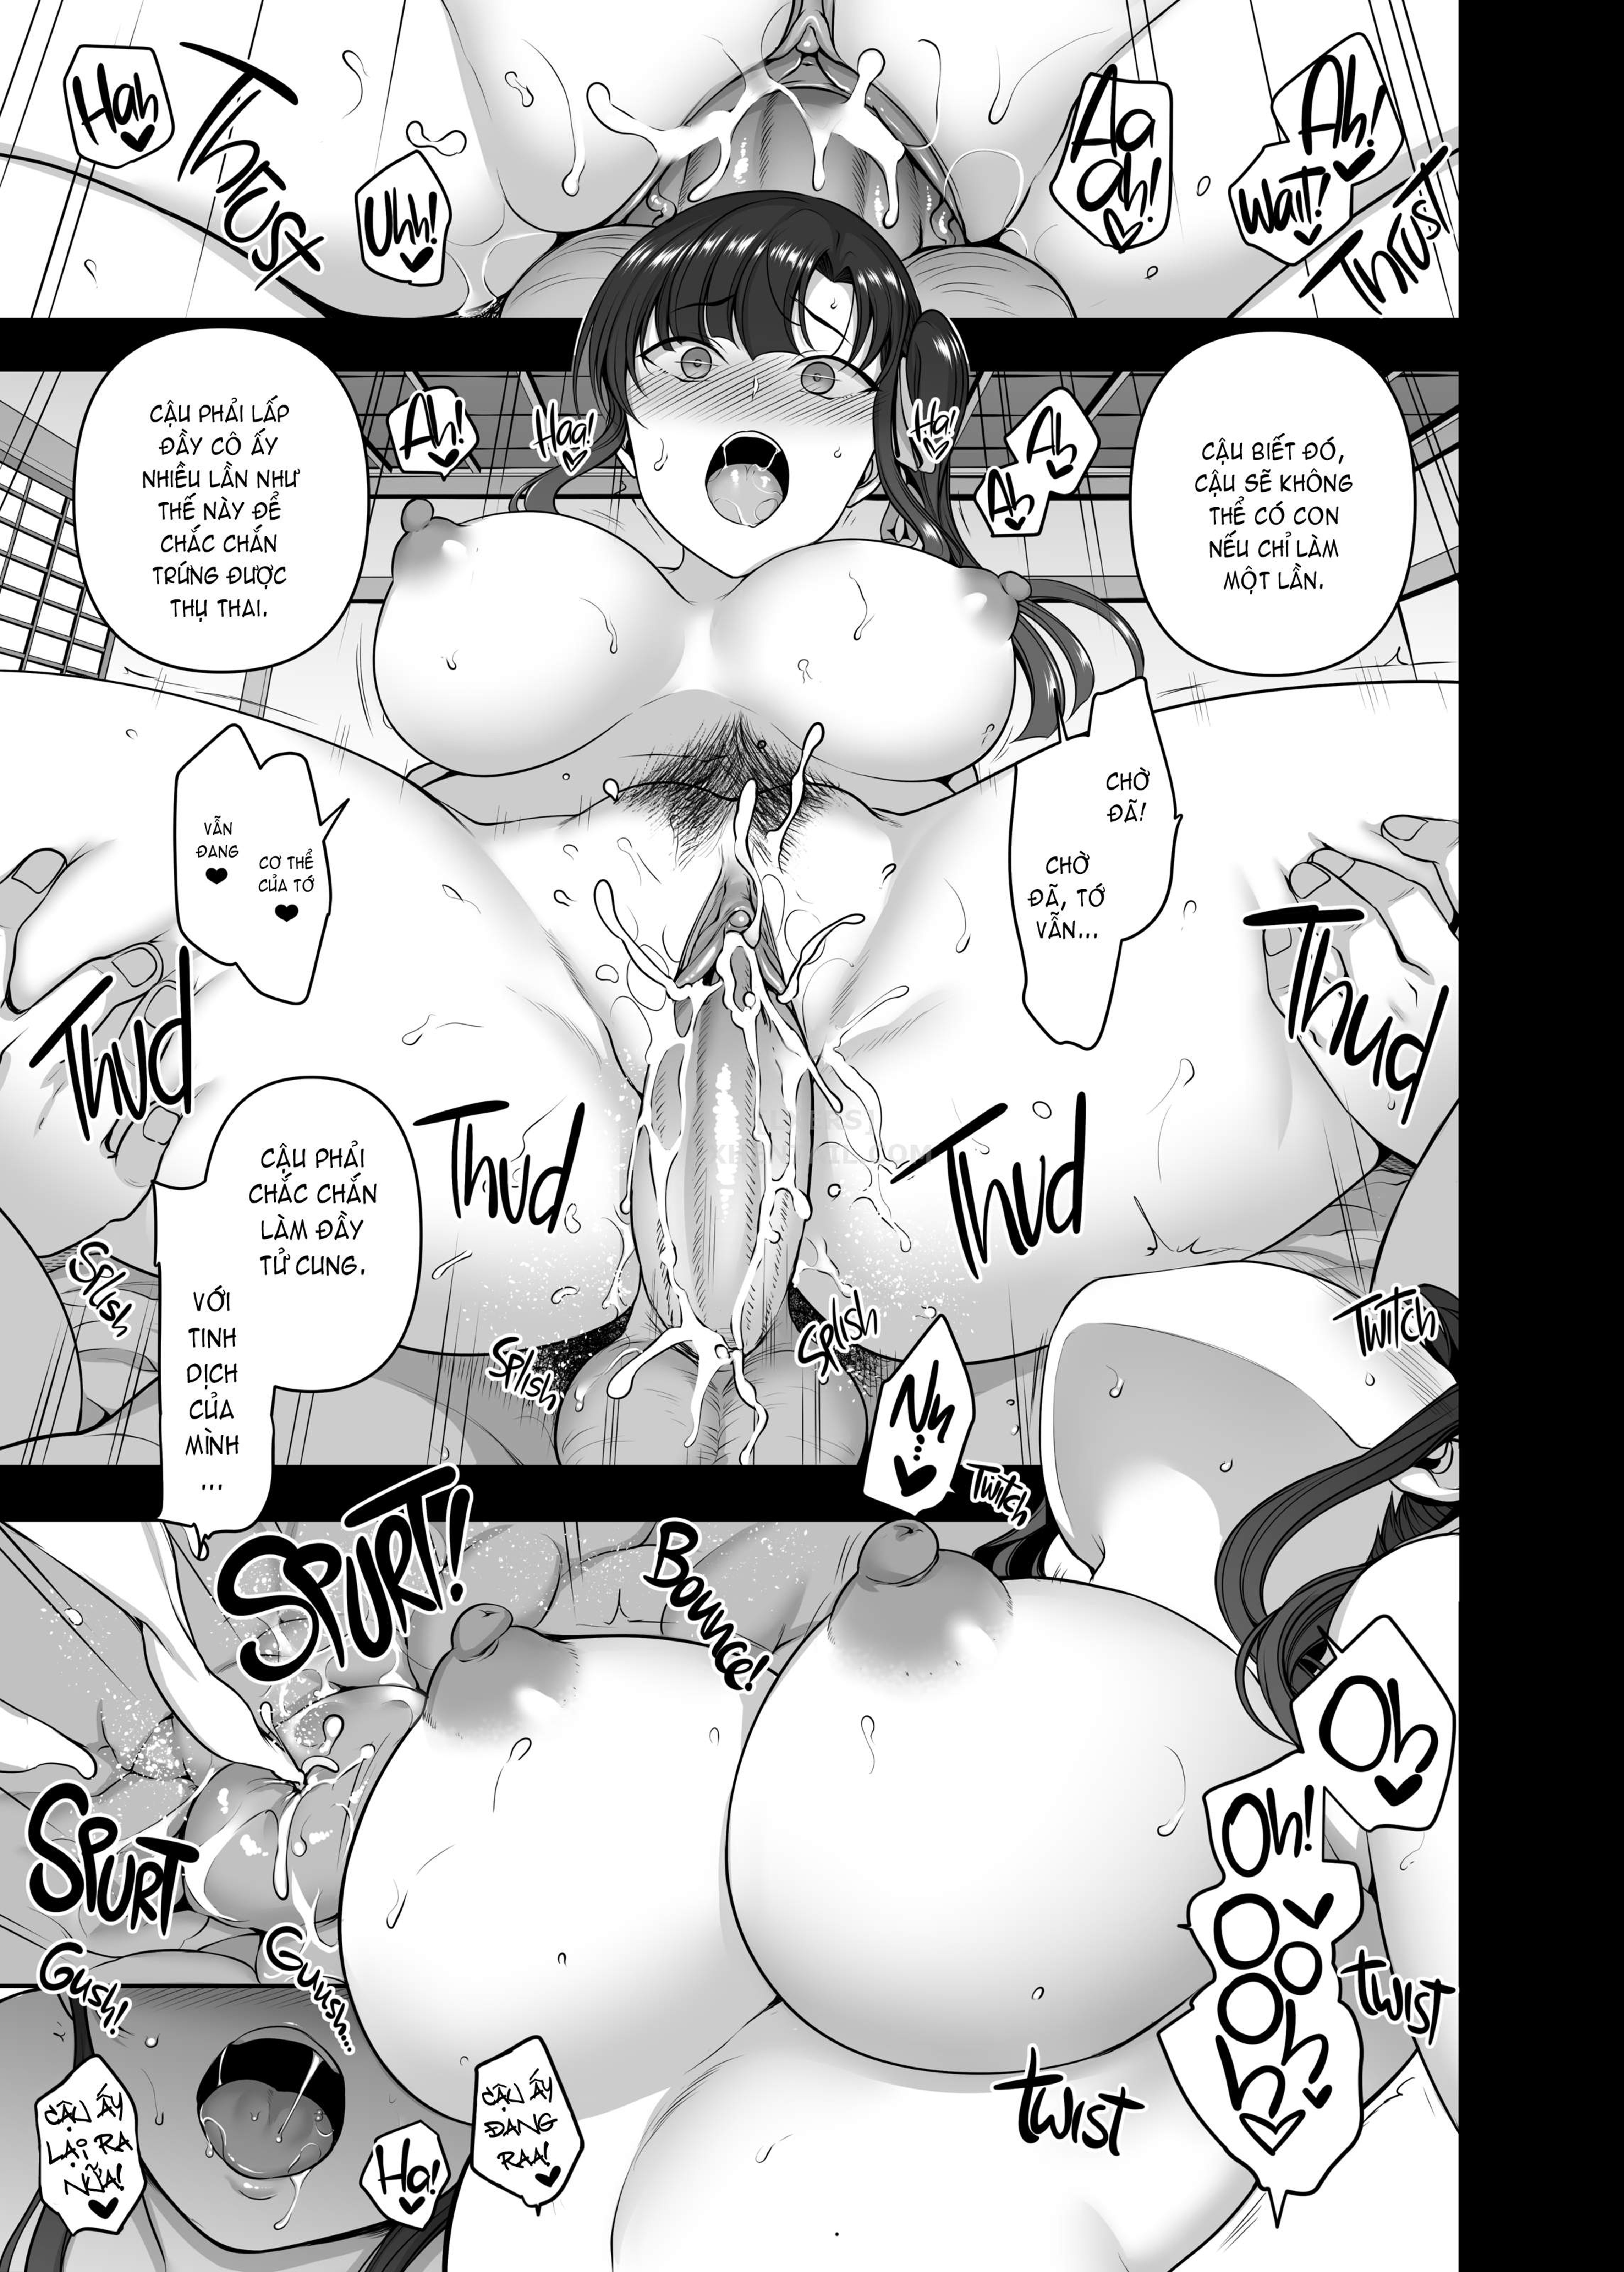 Ah!
Wait!
Thrust
Aa
ah!
Uhh!
Hah
Thrust
CẬU BIẾT ĐÓ,
CẬU SẼ KHÔNG
THỂ CÓ CON
NẾU CHỈ LÀM
MỘT LẦN.
Ah
Ah
Ha!
Haa!
Ah!
CẬU PHẢI LẤP
ĐẦY CÔ ẤY
NHIỀU LẦN NHƯ
THẾ NÀY ĐỂ
CHẮC CHẮN
TRỨNG ĐƯỢC
THỤ THAI.
CHỜ
ĐÃ!
CHỜ
ĐÃ, TỚ
VẪN...
CƠ THỂ
CỦA TỚ
VẪN
ĐANG
Thud
Thud
Thud
Thud
CẬU PHẢI
CHẮC CHẮN
LÀM ĐẦY
TỬ CUNG.
VỚI
TINH
DỊCH
CỦA
MÌNH
...
Splish
Splish
Splish
Twitch
Nn
...
Twitch
Bounce!
SPURT!
SPURT
Oh
Oh!
OOOOhh
Twist
Twist
Guush...
Gush!
CẬU ẤY
ĐANG
RAA!
Ha!
CẬU ẤY
LẠI RA
NỮA!